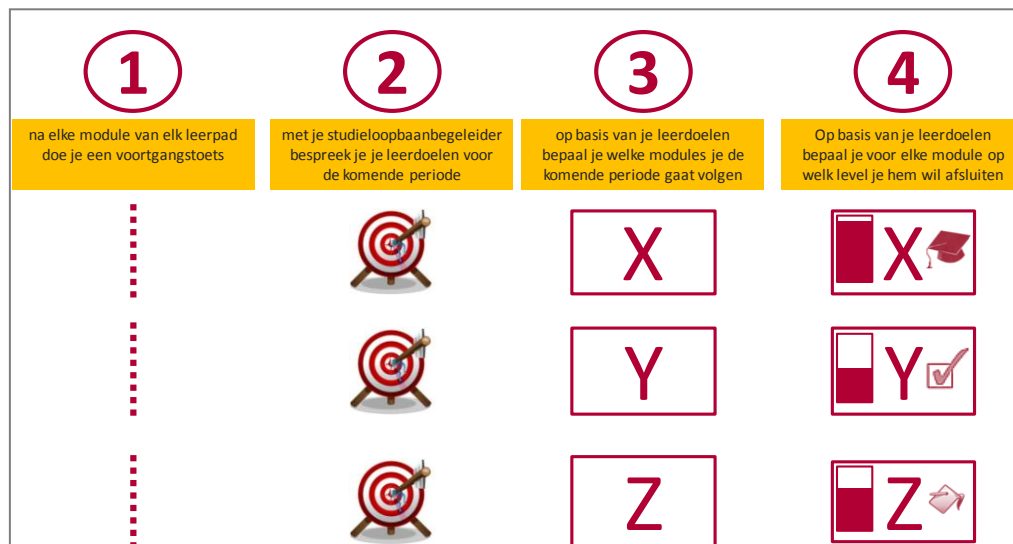 1
na elke module van elk leerpad
doe je een voortgangstoets
2
met je studieloopbaanbegeleider
bespreek je je leerdoelen voor
de komende periode
3
op basis van je leerdoelen
bepaal je welke modules je de
komende periode gaat volgen
4
Op basis van je leerdoelen
bepaal je voor elke module op
welk level je hem wil afsluiten
X
X
Y
Y
Z
Z